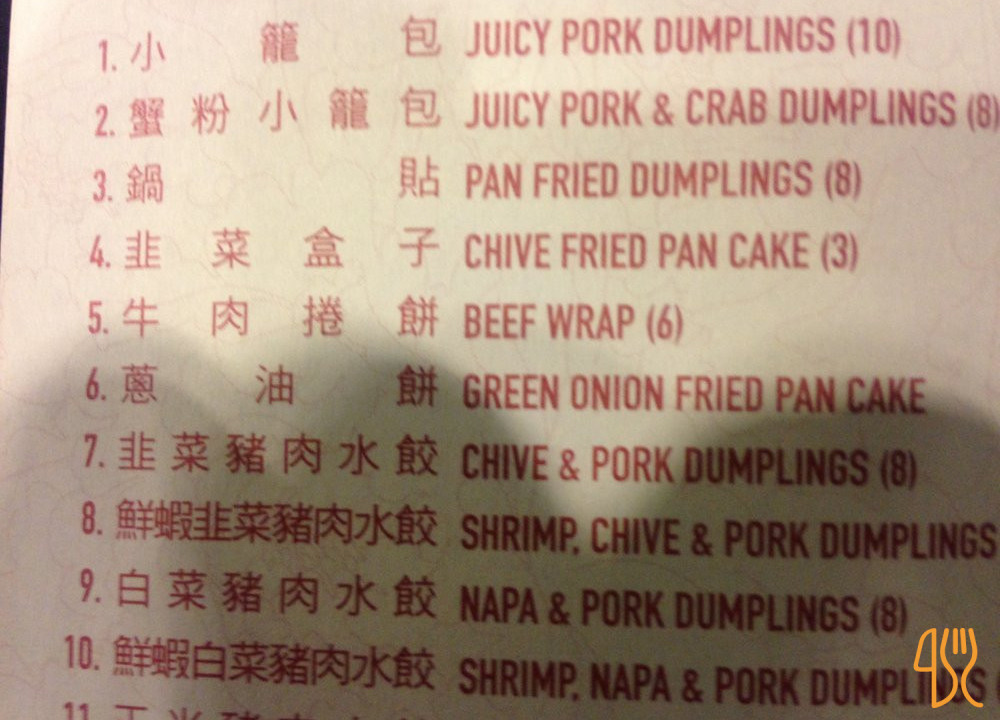 1. 小籠包 JUICY PORK DUMPLINGS (10)
2. 蟹粉小籠包 JUICY PORK & CRAB DUMPLINGS (8)
3. 鍋貼 PAN FRIED DUMPLINGS (8)
4. 韭菜盒子 CHIVE FRIED PAN CAKE (3)
5. 牛肉捲餅 BEEF WRAP (6)
6. 蔥油餅 GREEN ONION FRIED PAN CAKE
7. 韭菜豬肉水餃 CHIVE & PORK DUMPLINGS (8)
8. 鮮蝦韭菜豬肉水餃 SHRIMP, CHIVE & PORK DUMPLINGS
9. 白菜豬肉水餃 NAPA & PORK DUMPLINGS (8)
10. 鮮蝦白菜豬肉水餃 SHRIMP, NAPA & PORK DUMPLINGS
11.